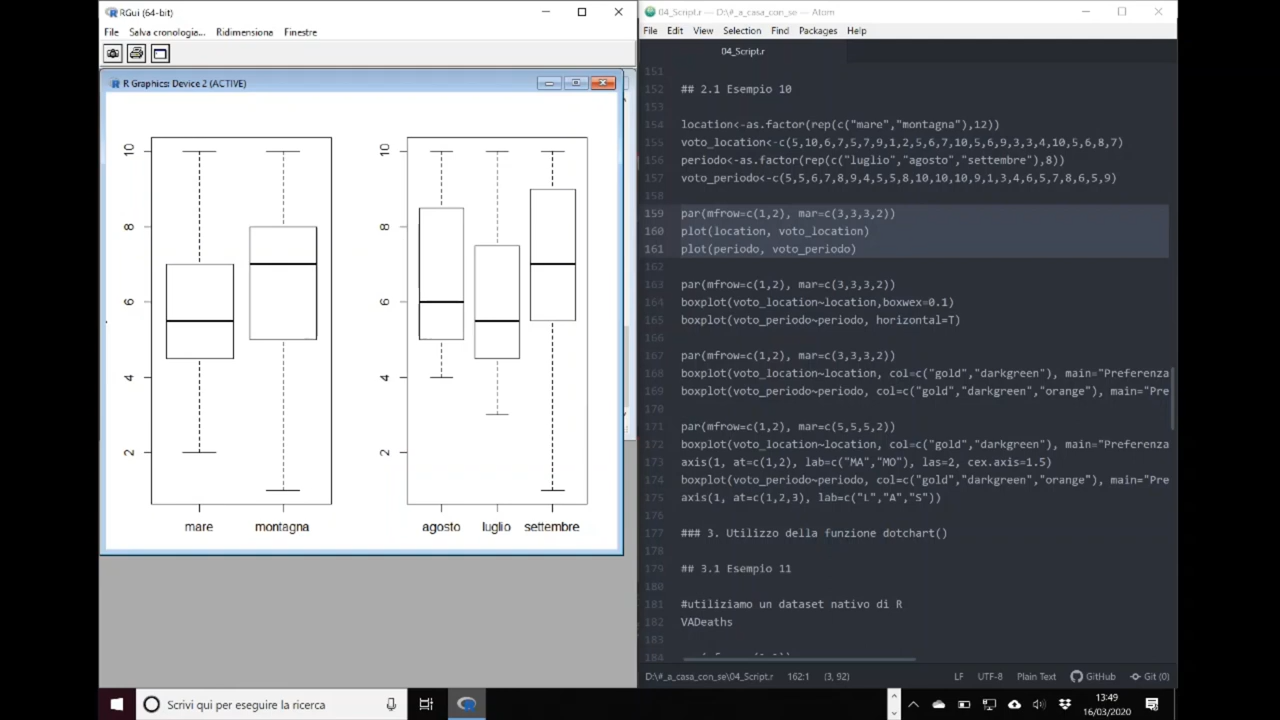 RGui (64-bit)
File Salva cronologia... Ridimensiona Finestre
R Graphics: Device 2 (ACTIVE)
10
8
6
4
2
mare montagna
10
8
6
4
2
agosto luglio settembre
04_Script.r — D:\#_a_casa_con_se — Atom
File Edit View Selection Find Packages Help
04_Script.r
151
152 ## 2.1 Esempio 10
153
154 location<-as.factor(rep(c("mare","montagna"),12))
155 voto_location<-c(5,10,6,7,5,7,9,1,2,5,6,7,10,5,6,9,3,3,4,10,5,6,8,7)
156 periodo<-as.factor(rep(c("luglio","agosto","settembre"),8))
157 voto_periodo<-c(5,5,6,7,8,9,4,5,5,8,10,10,10,9,1,3,4,6,5,7,8,6,5,9)
158
159 par(mfrow=c(1,2), mar=c(3,3,3,2))
160 plot(location, voto_location)
161 plot(periodo, voto_periodo)
162
163 par(mfrow=c(1,2), mar=c(3,3,3,2))
164 boxplot(voto_location~location,boxwex=0.1)
165 boxplot(voto_periodo~periodo, horizontal=T)
166
167 par(mfrow=c(1,2), mar=c(3,3,3,2))
168 boxplot(voto_location~location, col=c("gold","darkgreen"), main="Preferenza
169 boxplot(voto_periodo~periodo, col=c("gold","darkgreen","orange"), main="Pre
170
171 par(mfrow=c(1,2), mar=c(5,5,5,2))
172 boxplot(voto_location~location, col=c("gold","darkgreen"), main="Preferenza
173 axis(1, at=c(1,2), lab=c("MA","MO"), las=2, cex.axis=1.5)
174 boxplot(voto_periodo~periodo, col=c("gold","darkgreen","orange"), main="Pre
175 axis(1, at=c(1,2,3), lab=c("L","A","S"))
176
177 ### 3. Utilizzo della funzione dotchart()
178
179 ## 3.1 Esempio 11
180
181 #utiliziamo un dataset nativo di R
182 VADeaths
183
184
D:\#_a_casa_con_se\04_Script.r 162:1 (3, 92) LF UTF-8 Plain Text GitHub Git (0)
Scrivi qui per eseguire la ricerca
13:49
16/03/2020